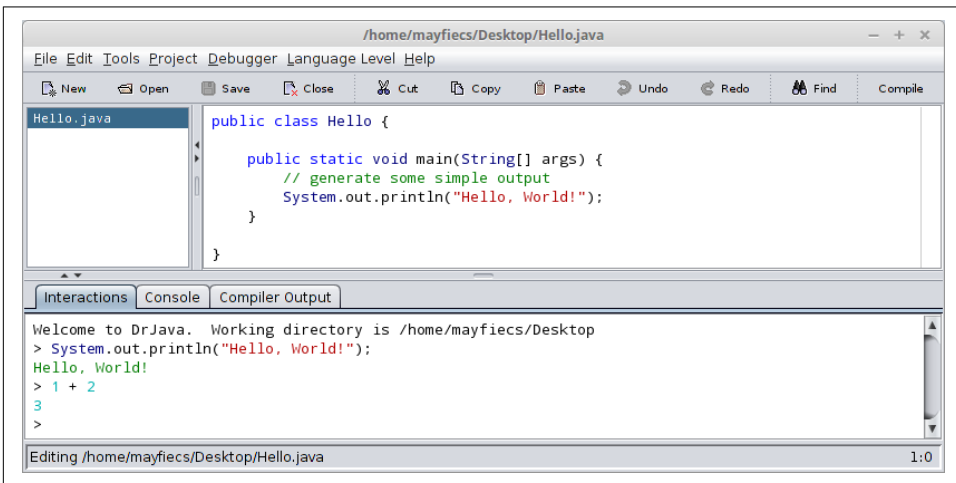 /home/mayfiecs/Desktop/Hello.java
File Edit Tools Project Debugger Language Level Help
New Open Save Close Cut Copy Paste Undo Redo Find Compile
Hello.java
public class Hello {
public static void main(String[] args) {
// generate some simple output
System.out.println("Hello, World!");
}
}
Interactions Console Compiler Output
Welcome to DrJava.  Working directory is /home/mayfiecs/Desktop
> System.out.println("Hello, World!");
Hello, World!
> 1 + 2
3
>
Editing /home/mayfiecs/Desktop/Hello.java 1:0